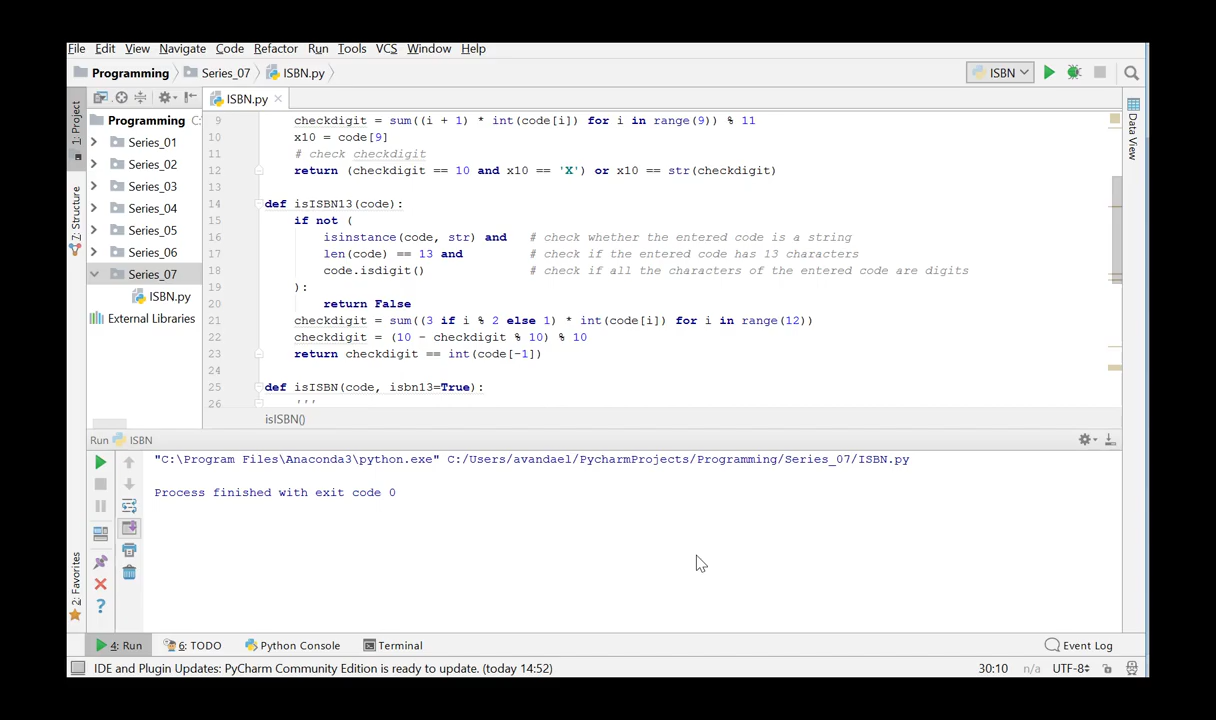 File Edit View Navigate Code Refactor Run Tools VCS Window Help
Programming Series_07 ISBN.py ISBN
1: Project
7: Structure
2: Favorites
Programming C:
Series_01
Series_02
Series_03
Series_04
Series_05
Series_06
Series_07
ISBN.py
External Libraries
ISBN.py
9 checkdigit = sum((i + 1) * int(code[i]) for i in range(9)) % 11
10 x10 = code[9]
11 # check checkdigit
12 return (checkdigit == 10 and x10 == 'X') or x10 == str(checkdigit)
13
14 def isISBN13(code):
15 if not (
16 isinstance(code, str) and # check whether the entered code is a string
17 len(code) == 13 and # check if the entered code has 13 characters
18 code.isdigit() # check if all the characters of the entered code are digits
19 ):
20 return False
21 checkdigit = sum((3 if i % 2 else 1) * int(code[i]) for i in range(12))
22 checkdigit = (10 - checkdigit % 10) % 10
23 return checkdigit == int(code[-1])
24
25 def isISBN(code, isbn13=True):
26 '''
isISBN()
Data View
Run ISBN
"C:\Program Files\Anaconda3\python.exe" C:/Users/avandael/PycharmProjects/Programming/Series_07/ISBN.py
Process finished with exit code 0
4: Run 6: TODO Python Console Terminal Event Log
IDE and Plugin Updates: PyCharm Community Edition is ready to update. (today 14:52) 30:10 n/a UTF-8